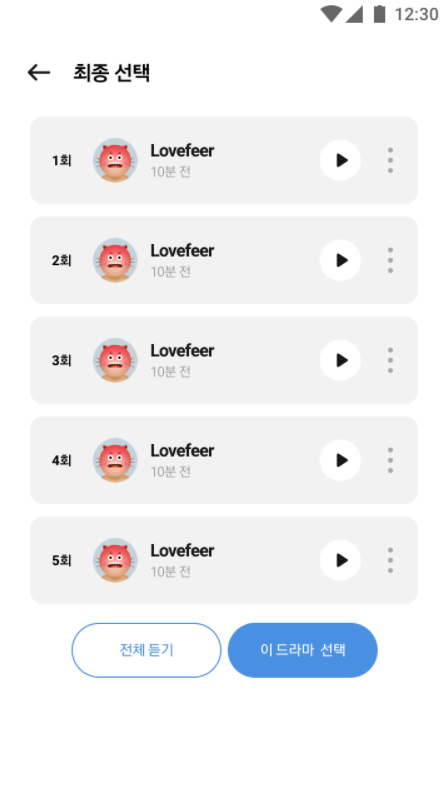 12:30
최종 선택
1회
Lovefeer
10분 전
2회
Lovefeer
10분 전
3회
Lovefeer
10분 전
4회
Lovefeer
10분 전
5회
Lovefeer
10분 전
전체 듣기
이 드라마 선택